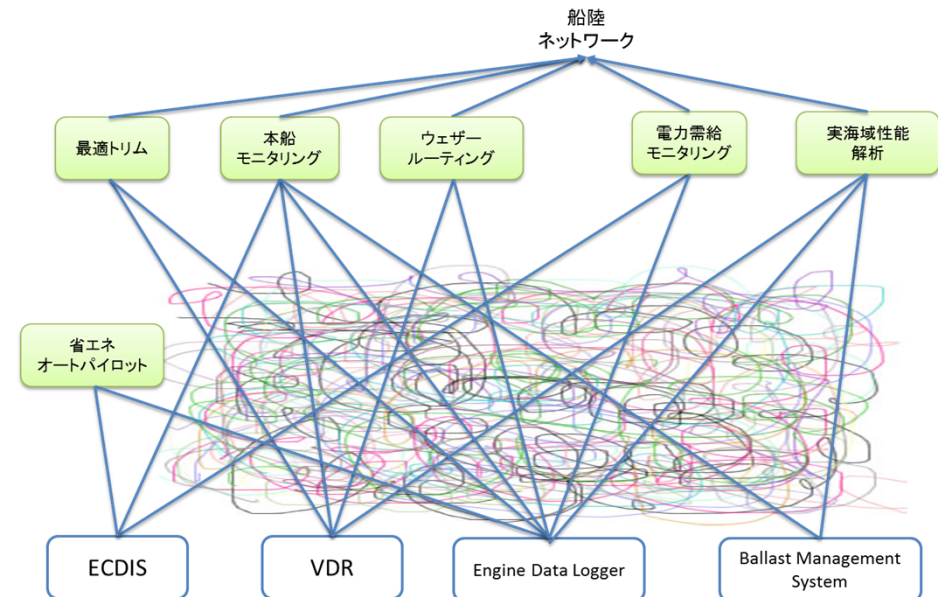 船陸
ネットワーク
最適トリム
本船
モニタリング
ウェザー
ルーティング
電力需給
モニタリング
実海域性能
解析
省エネ
オートパイロット
ECDIS
VDR
Engine Data Logger
Ballast Management
System